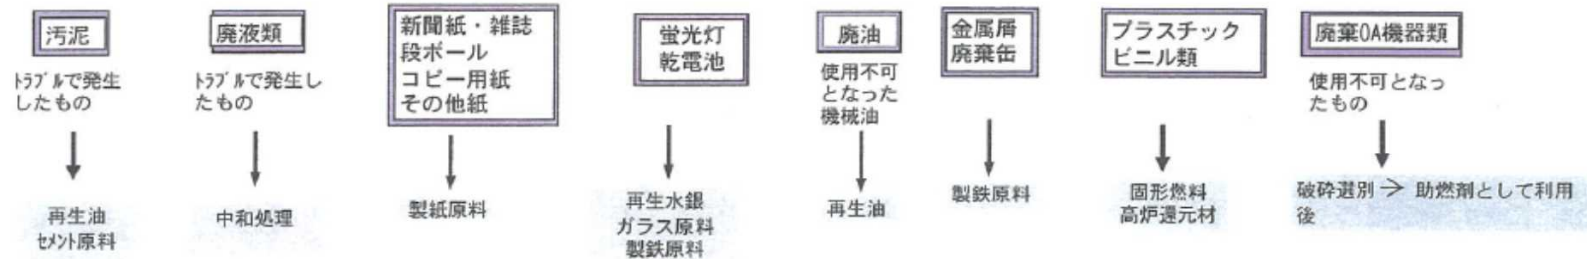 汚泥
ﾄﾗﾌﾞﾙで発生
したもの
再生油
ｾﾒﾝﾄ原料
廃液類
ﾄﾗﾌﾞﾙで発生し
たもの
中和処理
新聞紙・雑誌
段ボール
コピー用紙
その他紙
製紙原料
蛍光灯
乾電池
再生水銀
ガラス原料
製鉄原料
廃油
使用不可
となった
機械油
再生油
金属屑
廃棄缶
製鉄原料
プラスチック
ビニル類
固形燃料
高炉還元材
廃棄OA機器類
使用不可となっ
たもの
破砕選別 → 助燃剤として利用
後